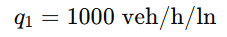 q₁ = 1000 veh/h/ln